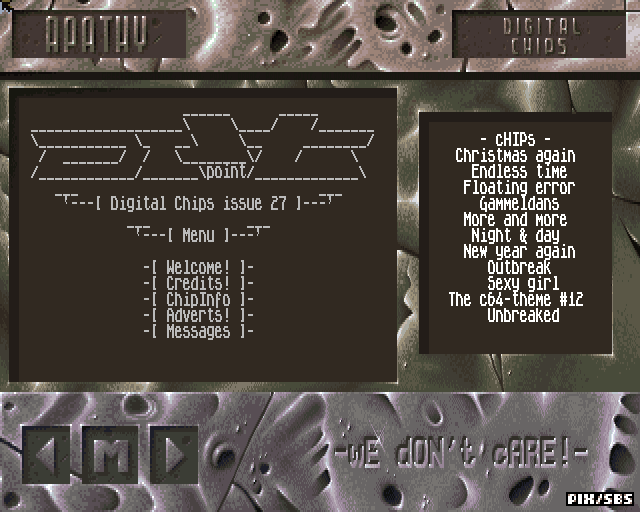 APATHY
DIGITAL
CHIPS
point
[ Digital Chips issue 27 ]
[ Menu ]
-[ Welcome! ]-
-[ Credits! ]-
-[ ChipInfo ]-
-[ Adverts! ]-
-[ Messages ]-
- cHIPs -
Christmas again
Endless time
Floating error
Gammeldans
More and more
Night & day
New year again
Outbreak
Sexy girl
The c64-theme #12
Unbreaked
M
-wE dON't cARE!-
PIX/SBS